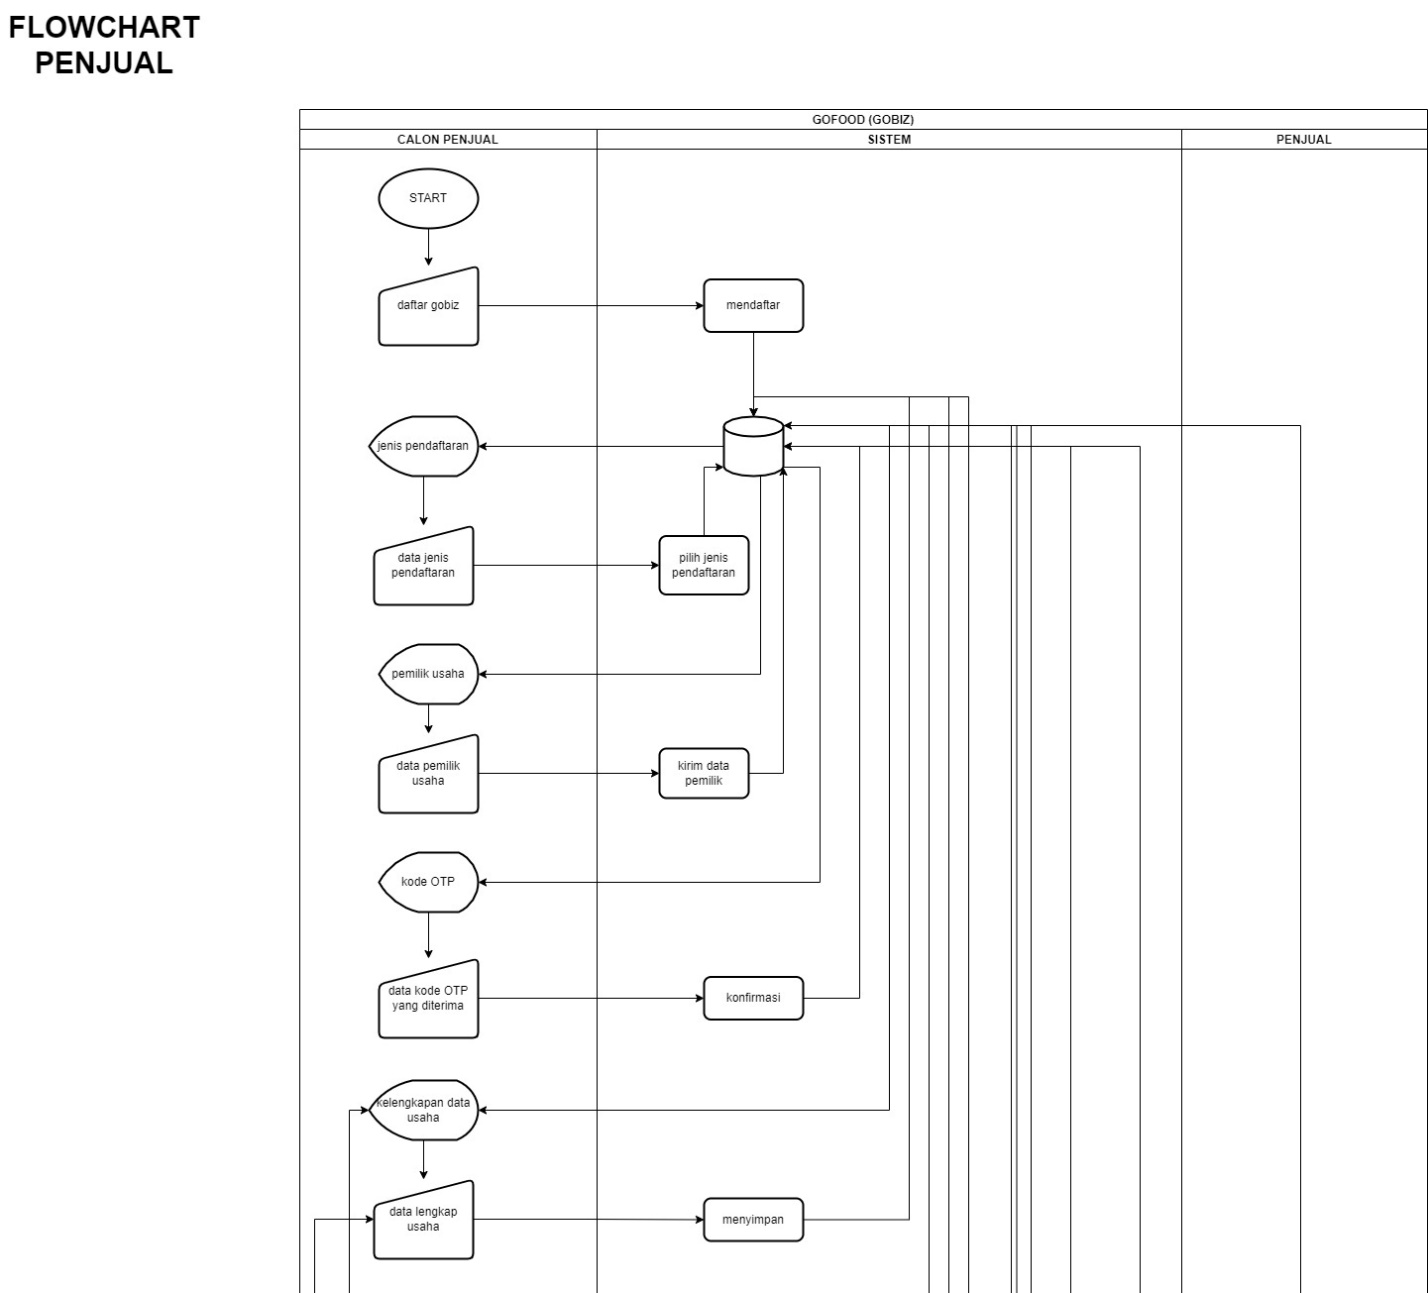 FLOWCHART
PENJUAL
GOFOOD (GOBIZ)
CALON PENJUAL
SISTEM
PENJUAL
START
daftar gobiz
mendaftar
jenis pendaftaran
data jenis
pendaftaran
pilih jenis
pendaftaran
pemilik usaha
data pemilik
usaha
kirim data
pemilik
kode OTP
data kode OTP
yang diterima
konfirmasi
kelengkapan data
usaha
data lengkap
usaha
menyimpan